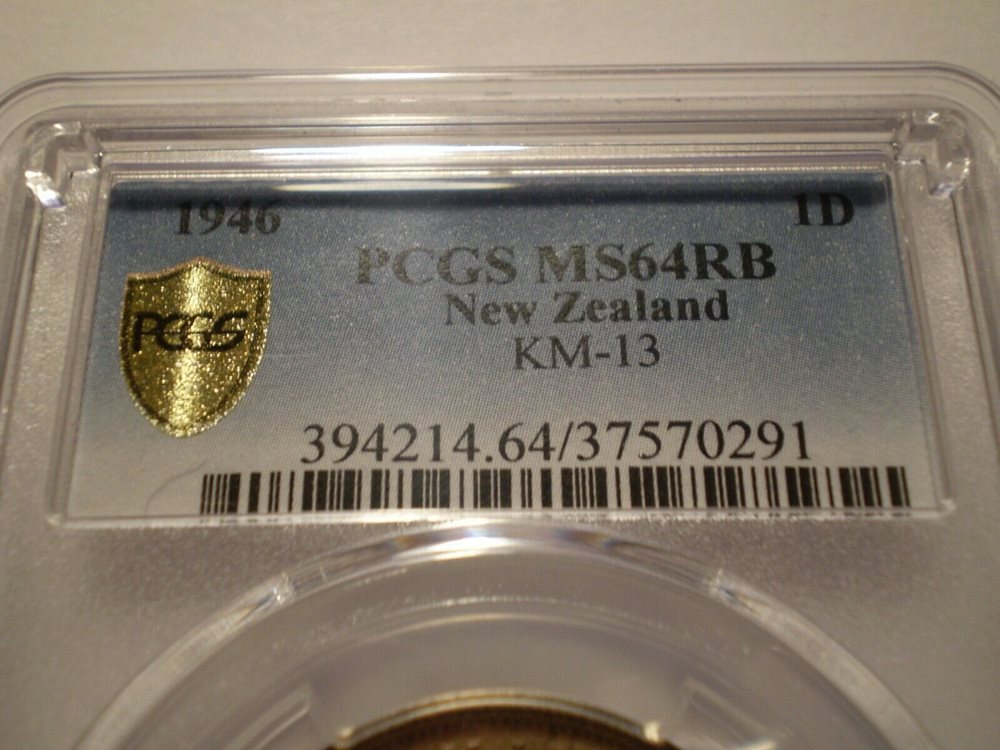 1946 1D
PCGS MS64RB
New Zealand
PCGS
KM-13
394214.64/37570291